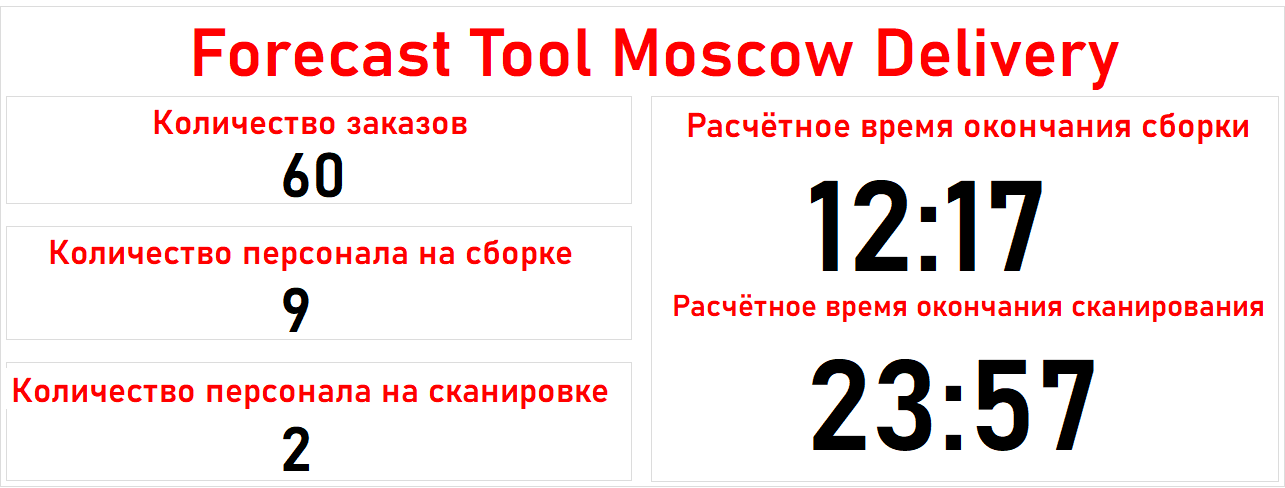 Forecast Tool Moscow Delivery
Количество заказов
60
Количество персонала на сборке
9
Количество персонала на сканировке
2
Расчётное время окончания сборки
12:17
Расчётное время окончания сканирования
23:57